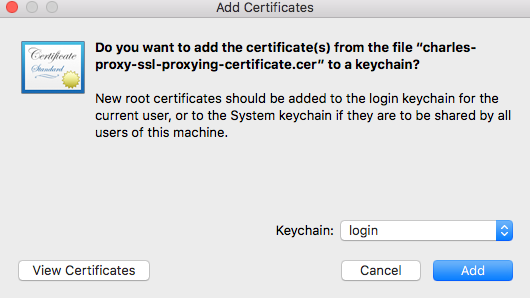 Add Certificates
Certificate
Standard
Do you want to add the certificate(s) from the file “charles-
proxy-ssl-proxying-certificate.cer” to a keychain?
New root certificates should be added to the login keychain for the
current user, or to the System keychain if they are to be shared by all
users of this machine.
Keychain: login
View Certificates Cancel Add